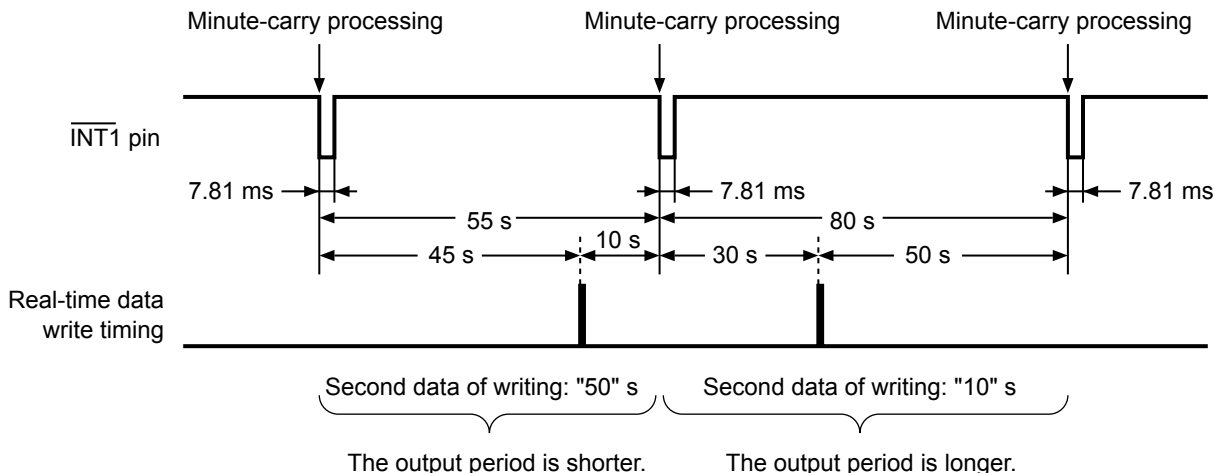 Minute-carry processing Minute-carry processing Minute-carry processing
INT1 pin
7.81 ms 7.81 ms 7.81 ms
55 s 80 s
45 s 10 s 30 s 50 s
Real-time data
write timing
Second data of writing: "50" s Second data of writing: "10" s
The output period is shorter. The output period is longer.